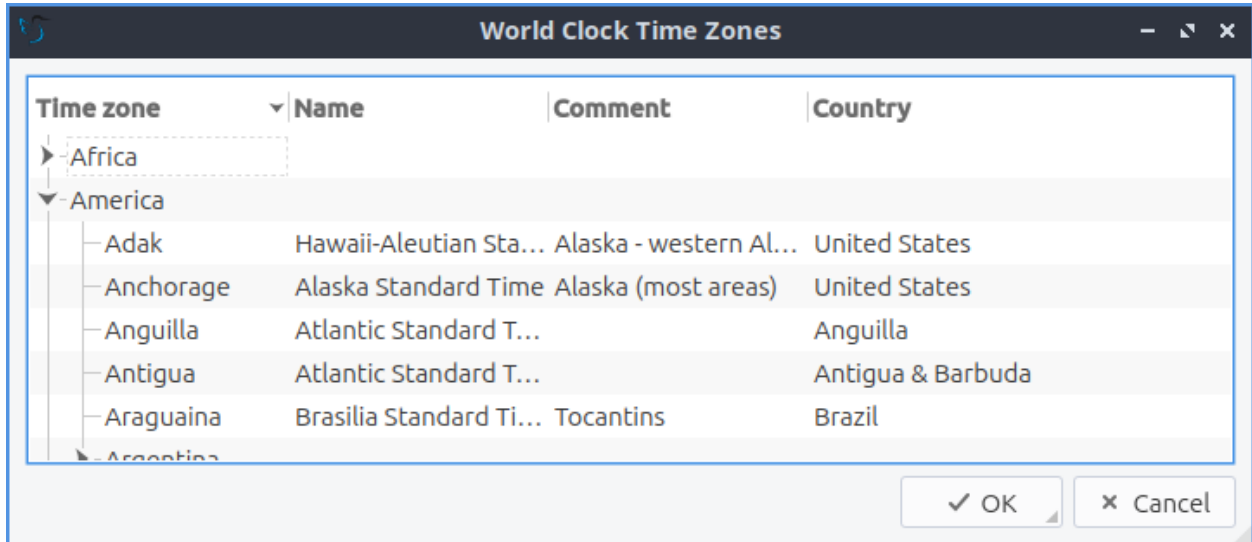 World Clock Time Zones
Time zone Name Comment Country
Africa
America
Adak Hawaii-Aleutian Sta... Alaska - western Al... United States
Anchorage Alaska Standard Time Alaska (most areas) United States
Anguilla Atlantic Standard T... Anguilla
Antigua Atlantic Standard T... Antigua & Barbuda
Araguaina Brasilia Standard Ti... Tocantins Brazil
Argentina
OK Cancel